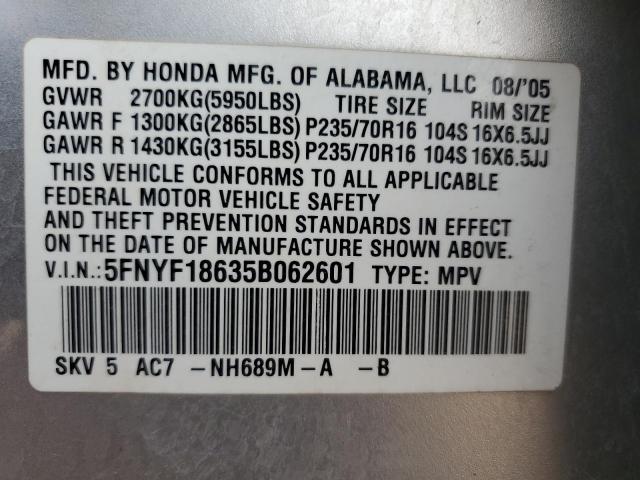 MFD. BY HONDA MFG. OF ALABAMA, LLC 08/'05
GVWR 2700KG(5950LBS) TIRE SIZE RIM SIZE
GAWR F 1300KG(2865LBS) P235/70R16 104S 16X6.5JJ
GAWR R 1430KG(3155LBS) P235/70R16 104S 16X6.5JJ
THIS VEHICLE CONFORMS TO ALL APPLICABLE
FEDERAL MOTOR VEHICLE SAFETY
AND THEFT PREVENTION STANDARDS IN EFFECT
ON THE DATE OF MANUFACTURE SHOWN ABOVE.
V.I.N.: 5FNYF18635B062601 TYPE: MPV
SKV 5 AC7 -NH689M-A -B